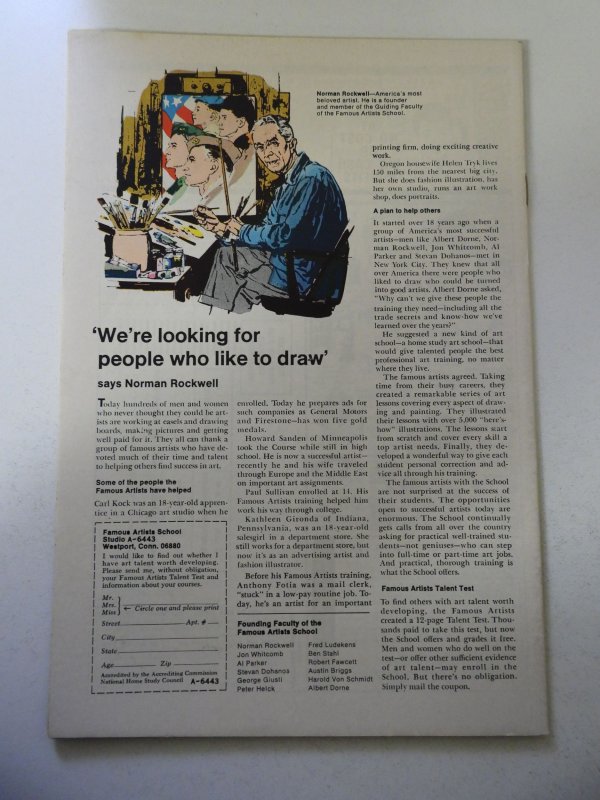 Norman Rockwell—America's most
beloved artist. He is a founder
and member of the Guiding Faculty
of the Famous Artists School.
'We're looking for
people who like to draw'
says Norman Rockwell
Today hundreds of men and women
who never thought they could be art-
ists are working at easels and drawing
boards, making pictures and getting
well paid for it. They all can thank a
group of famous artists who have de-
voted much of their time and talent
to helping others find success in art.
Some of the people the
Famous Artists have helped
Carl Kock was an 18-year-old appren-
tice in a Chicago art studio when he
Famous Artists School
Studio A-6443
Westport, Conn. 06880
I would like to find out whether I
have art talent worth developing.
Please send me, without obligation,
your Famous Artists Talent Test and
information about your courses.
Mr.
Mrs. ← Circle one and please print
Miss
Street Apt. #
City
State
Age Zip
Accredited by the Accrediting Commission
National Home Study Council A-6443
enrolled. Today he prepares ads for
such companies as General Motors
and Firestone—has won five gold
medals.
Howard Sanden of Minneapolis
took the Course while still in high
school. He is now a successful artist—
recently he and his wife traveled
through Europe and the Middle East
on important art assignments.
Paul Sullivan enrolled at 14. His
Famous Artists training helped him
work his way through college.
Kathleen Gironda of Indiana,
Pennsylvania, was an 18-year-old
salesgirl in a department store. She
still works for a department store, but
now it's as an advertising artist and
fashion illustrator.
Before his Famous Artists training,
Anthony Fotia was a mail clerk,
"stuck" in a low-pay routine job. To-
day, he's an artist for an important
Founding Faculty of the
Famous Artists School
Norman Rockwell Fred Ludekens
Jon Whitcomb Ben Stahl
Al Parker Robert Fawcett
Stevan Dohanos Austin Briggs
George Giusti Harold Von Schmidt
Peter Helck Albert Dorne
printing firm, doing exciting creative
work.
Oregon housewife Helen Tryk lives
150 miles from the nearest big city.
But she does fashion illustration, has
her own studio, runs an art work
shop, does portraits.
A plan to help others
It started over 18 years ago when a
group of America's most successful
artists—men like Albert Dorne, Nor-
man Rockwell, Jon Whitcomb, Al
Parker and Stevan Dohanos—met in
New York City. They knew that all
over America there were people who
liked to draw who could be turned
into good artists. Albert Dorne asked,
"Why can't we give these people the
training they need—including all the
trade secrets and know-how we've
learned over the years?"
He suggested a new kind of art
school—a home study art school—that
would give talented people the best
professional art training, no matter
where they live.
The famous artists agreed. Taking
time from their busy careers, they
created a remarkable series of art
lessons covering every aspect of draw-
ing and painting. They illustrated
their lessons with over 5,000 "here's-
how" illustrations. The lessons start
from scratch and cover every skill a
top artist needs. Finally, they de-
veloped a wonderful way to give each
student personal correction and ad-
vice all through his training.
The famous artists with the School
are not surprised at the success of
their students. The opportunities
open to successful artists today are
enormous. The School continually
gets calls from all over the country
asking for practical well-trained stu-
dents—not geniuses—who can step
into full-time or part-time art jobs.
And practical, thorough training is
what the School offers.
Famous Artists Talent Test
To find others with art talent worth
developing, the Famous Artists
created a 12-page Talent Test. Thou-
sands paid to take this test, but now
the School offers and grades it free.
Men and women who do well on the
test—or offer other sufficient evidence
of art talent—may enroll in the
School. But there's no obligation.
Simply mail the coupon.